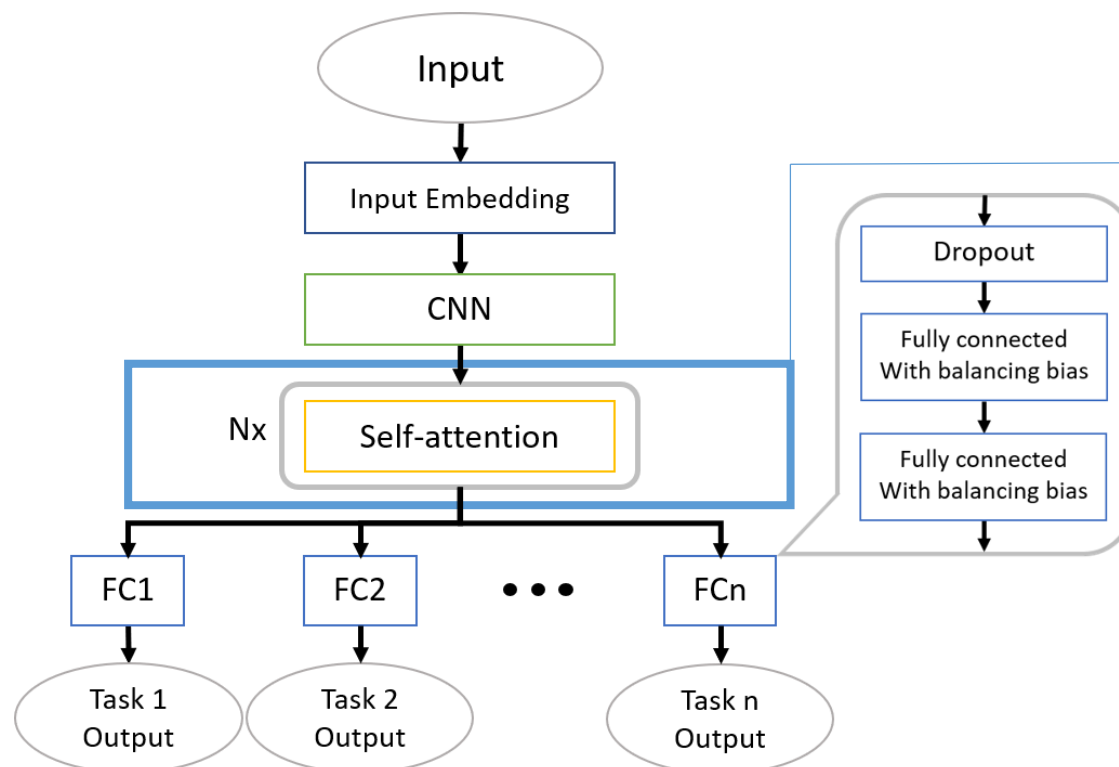 Input
Input Embedding
CNN
Nx
Self-attention
FC1
FC2
•••
FCn
Task 1
Output
Task 2
Output
Task n
Output
Dropout
Fully connected
With balancing bias
Fully connected
With balancing bias